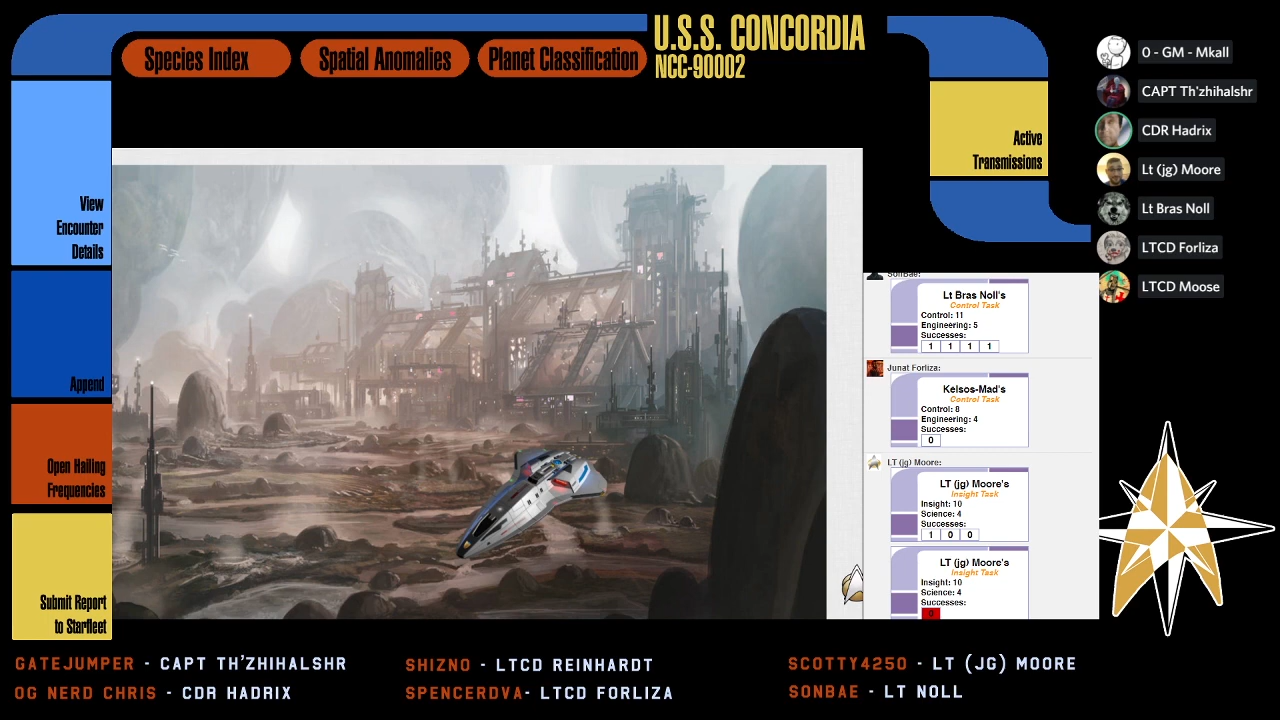 Species Index
Spatial Anomalies
Planet Classification
U.S.S. CONCORDIA
NCC-90002
View
Encounter
Details
Append
Open Hailing
Frequencies
Submit Report
to Starfleet
Active
Transmissions
0 - GM - Mkall
CAPT Th'zhihalshr
CDR Hadrix
Lt (jg) Moore
Lt Bras Noll
LTCD Forliza
LTCD Moose
SonBae:
Lt Bras Noll's
Control Task
Control: 11
Engineering: 5
Successes:
1 1 1 1
Junat Forliza:
Kelsos-Mad's
Control Task
Control: 8
Engineering: 4
Successes:
0
LT (jg) Moore:
LT (jg) Moore's
Insight Task
Insight: 10
Science: 4
Successes:
1 0 0
LT (jg) Moore's
Insight Task
Insight: 10
Science: 4
Successes:
0
GATEJUMPER - CAPT TH'ZHIHALSHR
OG NERD CHRIS - CDR HADRIX
SHIZNO - LTCD REINHARDT
SPENCERDVA- LTCD FORLIZA
SCOTTY4250 - LT (JG) MOORE
SONBAE - LT NOLL